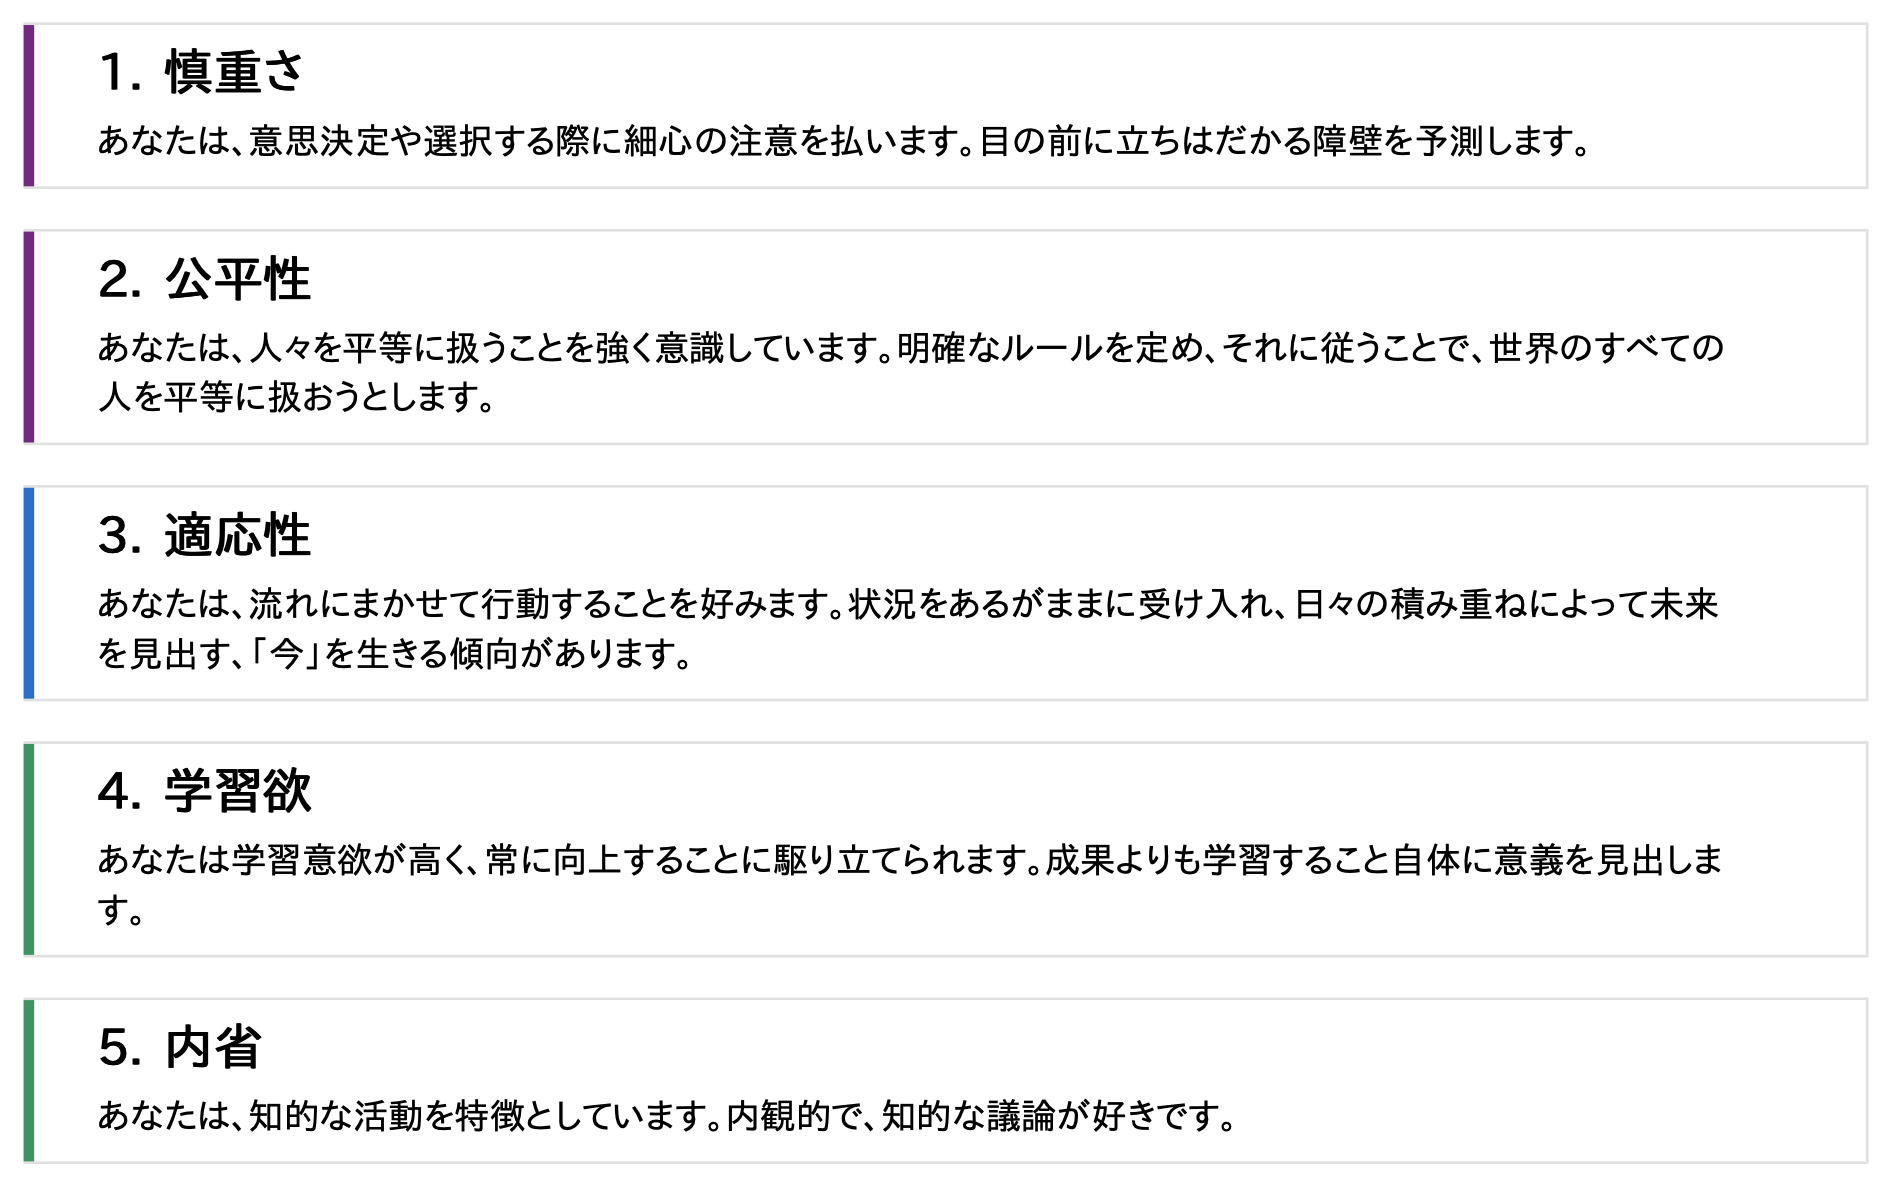 1. 慎重さ
あなたは、意思決定や選択する際に細心の注意を払います。目の前に立ちはだかる障壁を予測します。
2. 公平性
あなたは、人々を平等に扱うことを強く意識しています。明確なルールを定め、それに従うことで、世界のすべての
人を平等に扱おうとします。
3. 適応性
あなたは、流れにまかせて行動することを好みます。状況をあるがままに受け入れ、日々の積み重ねによって未来
を見出す、「今」を生きる傾向があります。
4. 学習欲
あなたは学習意欲が高く、常に向上することに駆り立てられます。成果よりも学習すること自体に意義を見出しま
す。
5. 内省
あなたは、知的な活動を特徴としています。内観的で、知的な議論が好きです。